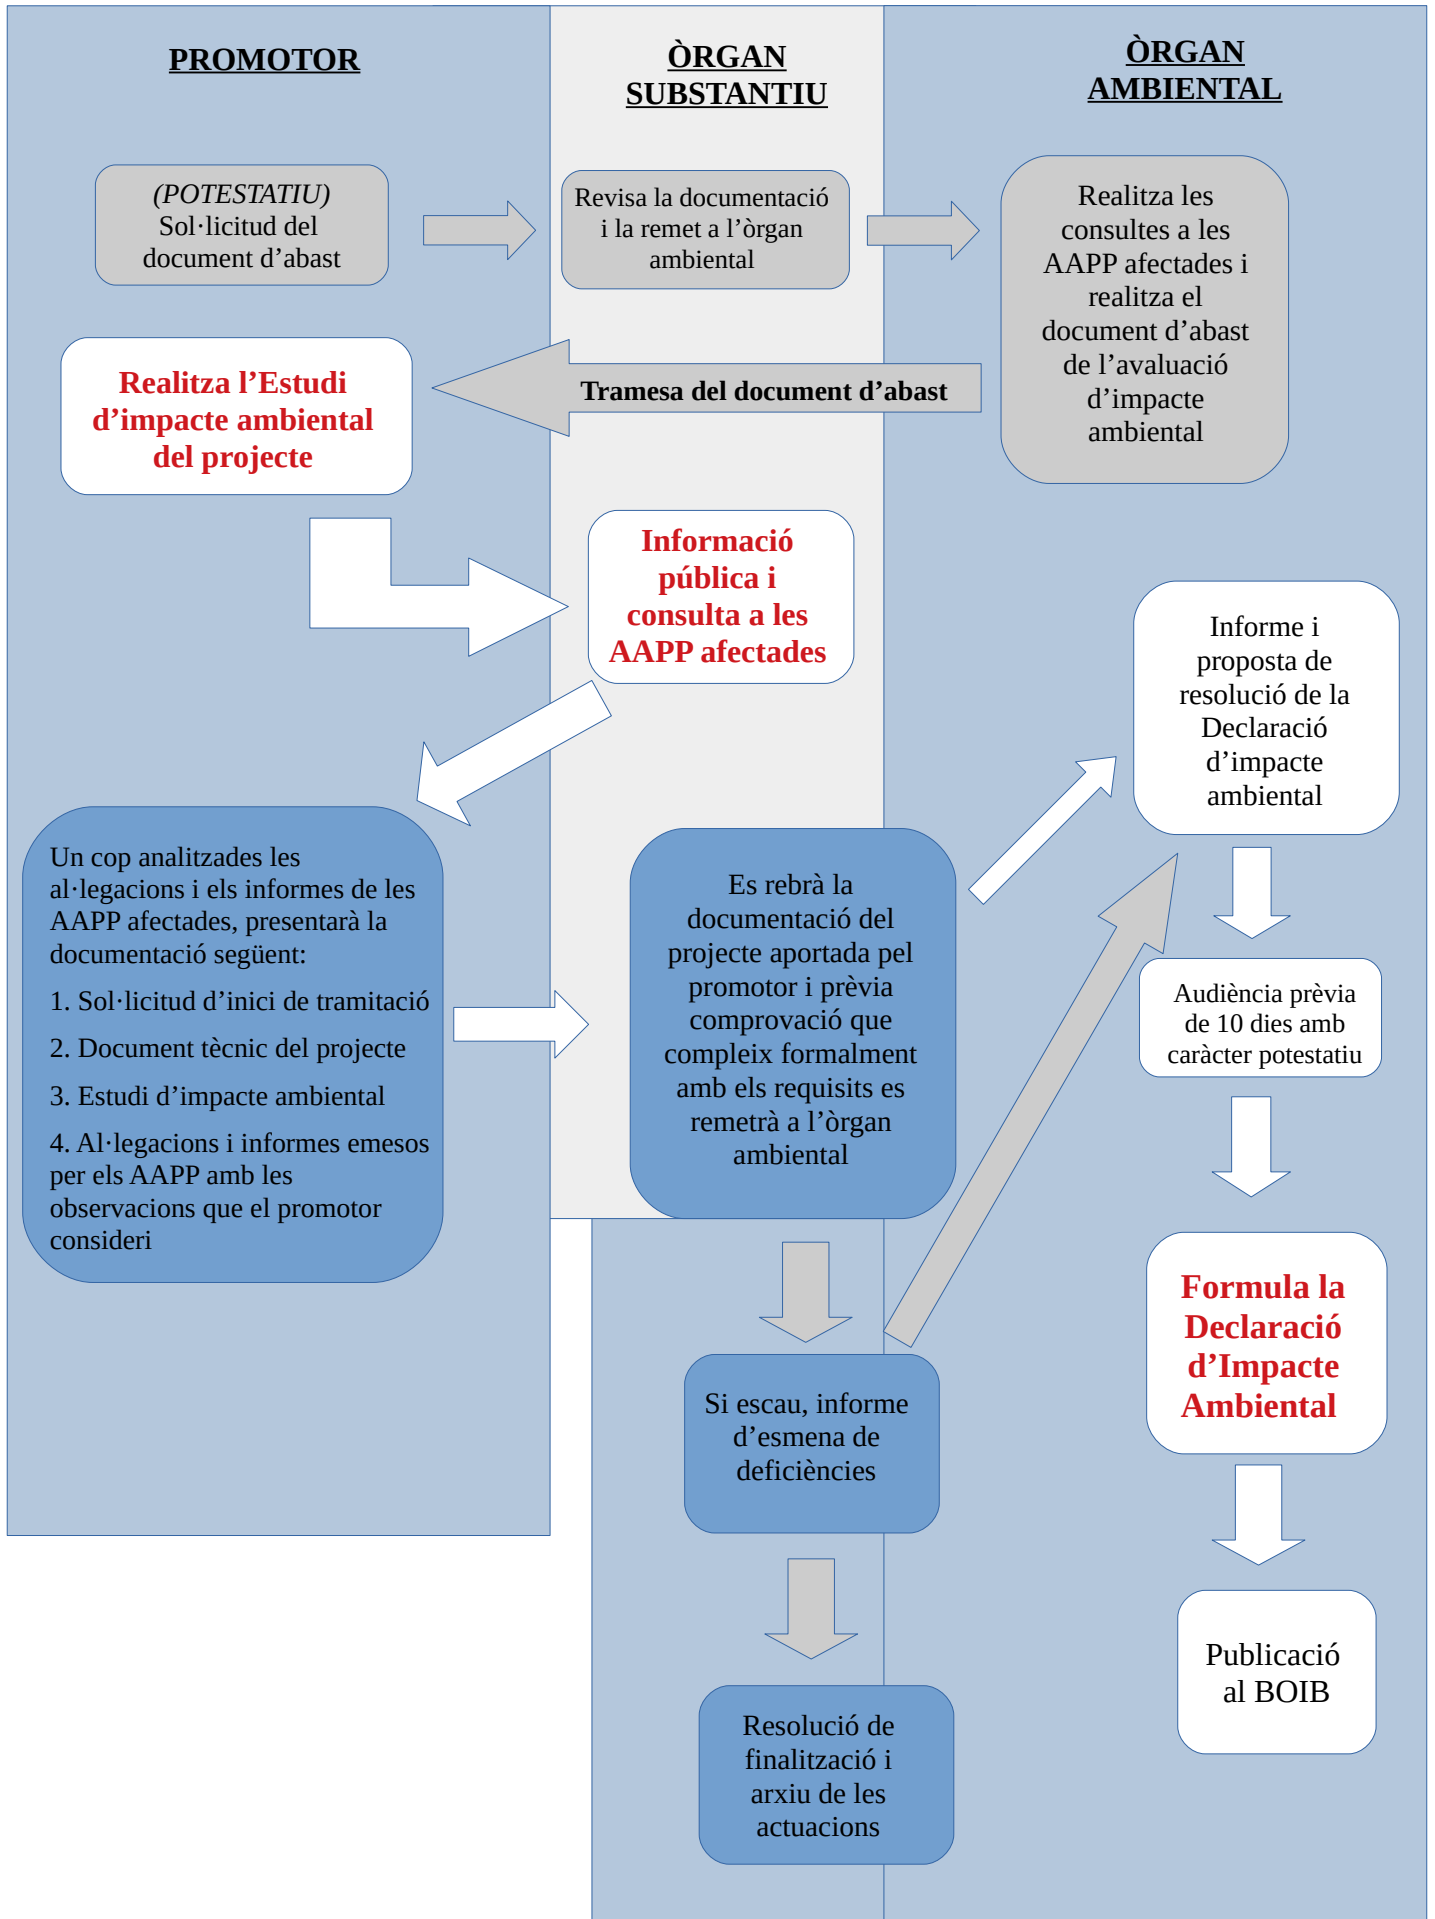 PROMOTOR
ÒRGAN
SUBSTANTIU
ÒRGAN
AMBIENTAL
(POTESTATIU)
Sol·licitud del
document d’abast
Revisa la documentació
i la remet a l’òrgan
ambiental
Realitza les
consultes a les
AAPP afectades i
realitza el
document d’abast
de l’avaluació
d’impacte
ambiental
Tramesa del document d’abast
Realitza l’Estudi
d’impacte ambiental
del projecte
Informació
pública i
consulta a les
AAPP afectades
Informe i
proposta de
resolució de la
Declaració
d’impacte
ambiental
Un cop analitzades les
al·legacions i els informes de les
AAPP afectades, presentarà la
documentació següent:
1. Sol·licitud d’inici de tramitació
2. Document tècnic del projecte
3. Estudi d’impacte ambiental
4. Al·legacions i informes emesos
per els AAPP amb les
observacions que el promotor
consideri
Es rebrà la
documentació del
projecte aportada pel
promotor i prèvia
comprovació que
compleix formalment
amb els requisits es
remetrà a l’òrgan
ambiental
Audiència prèvia
de 10 dies amb
caràcter potestatiu
Formula la
Declaració
d’Impacte
Ambiental
Si escau, informe
d’esmena de
deficiències
Publicació
al BOIB
Resolució de
finalització i
arxiu de les
actuacions